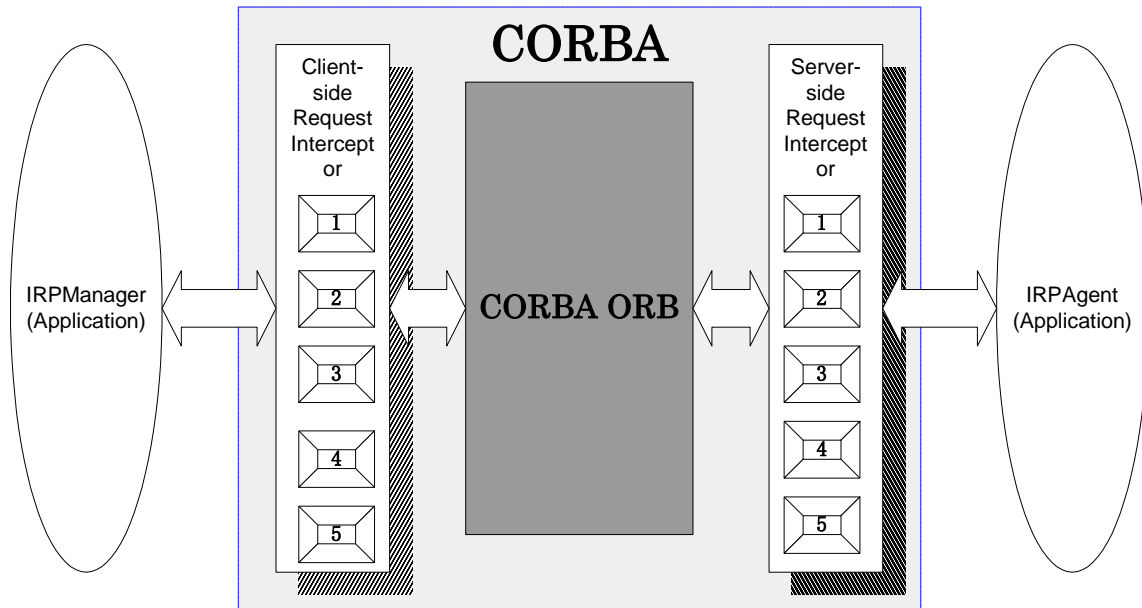 CORBA
Client-
side
Request
Intercept
or
1
2
3
4
5
Server-
side
Request
Intercept
or
1
2
3
4
5
IRPManager
(Application)
CORBA ORB
IRPAgent
(Application)